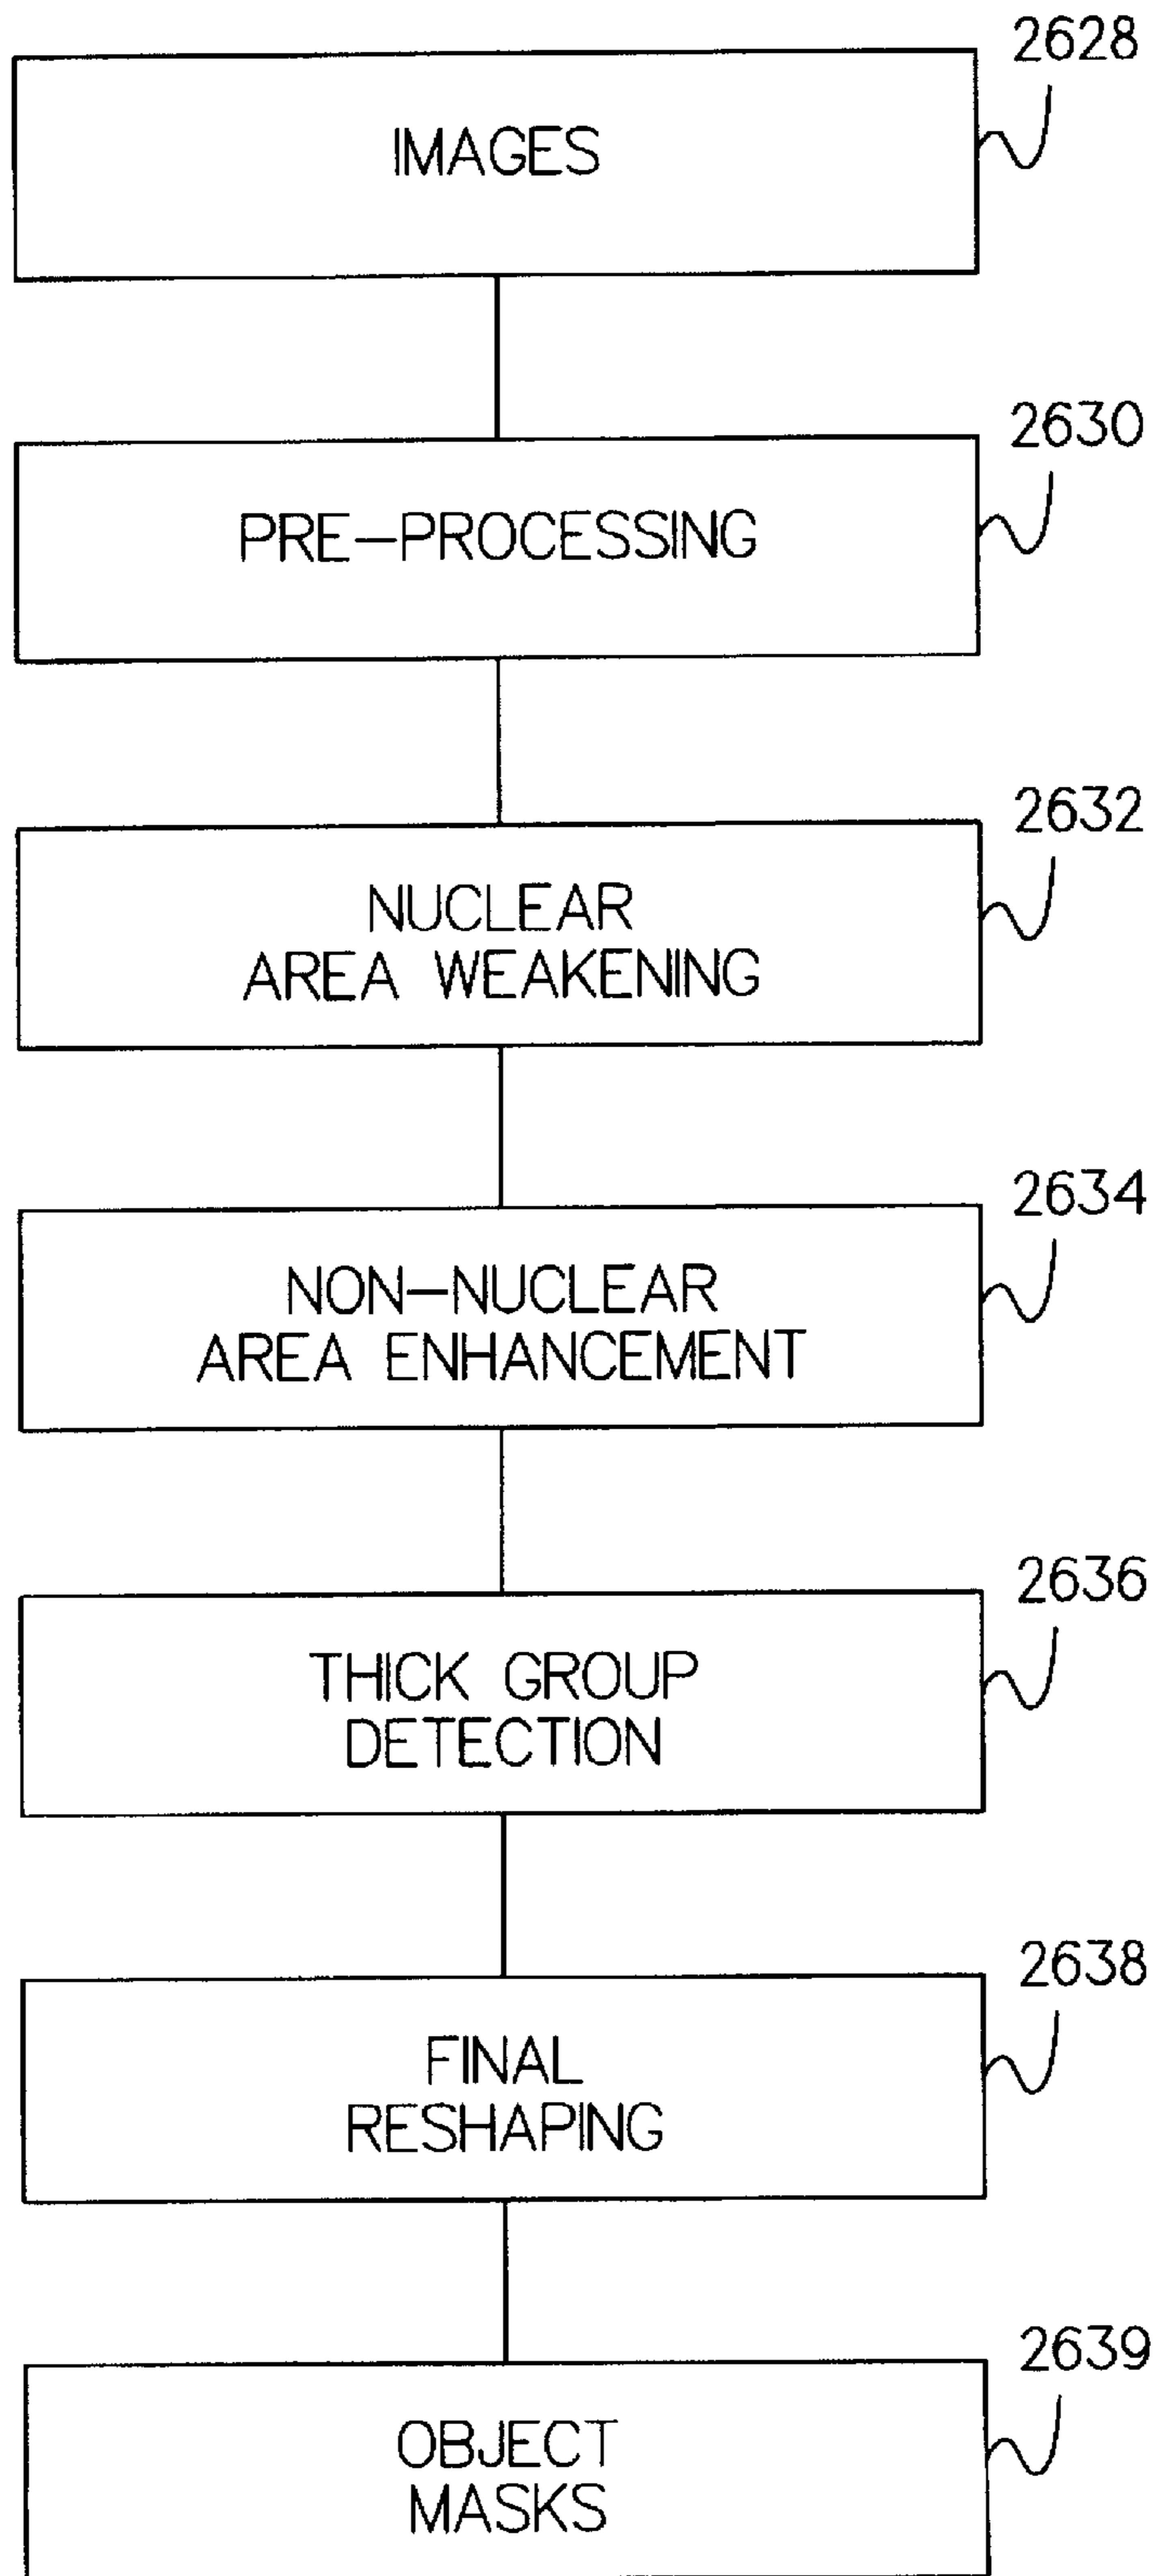 2628
IMAGES
2630
PRE-PROCESSING
2632
NUCLEAR
AREA WEAKENING
2634
NON-NUCLEAR
AREA ENHANCEMENT
2636
THICK GROUP
DETECTION
2638
FINAL
RESHAPING
2639
OBJECT
MASKS